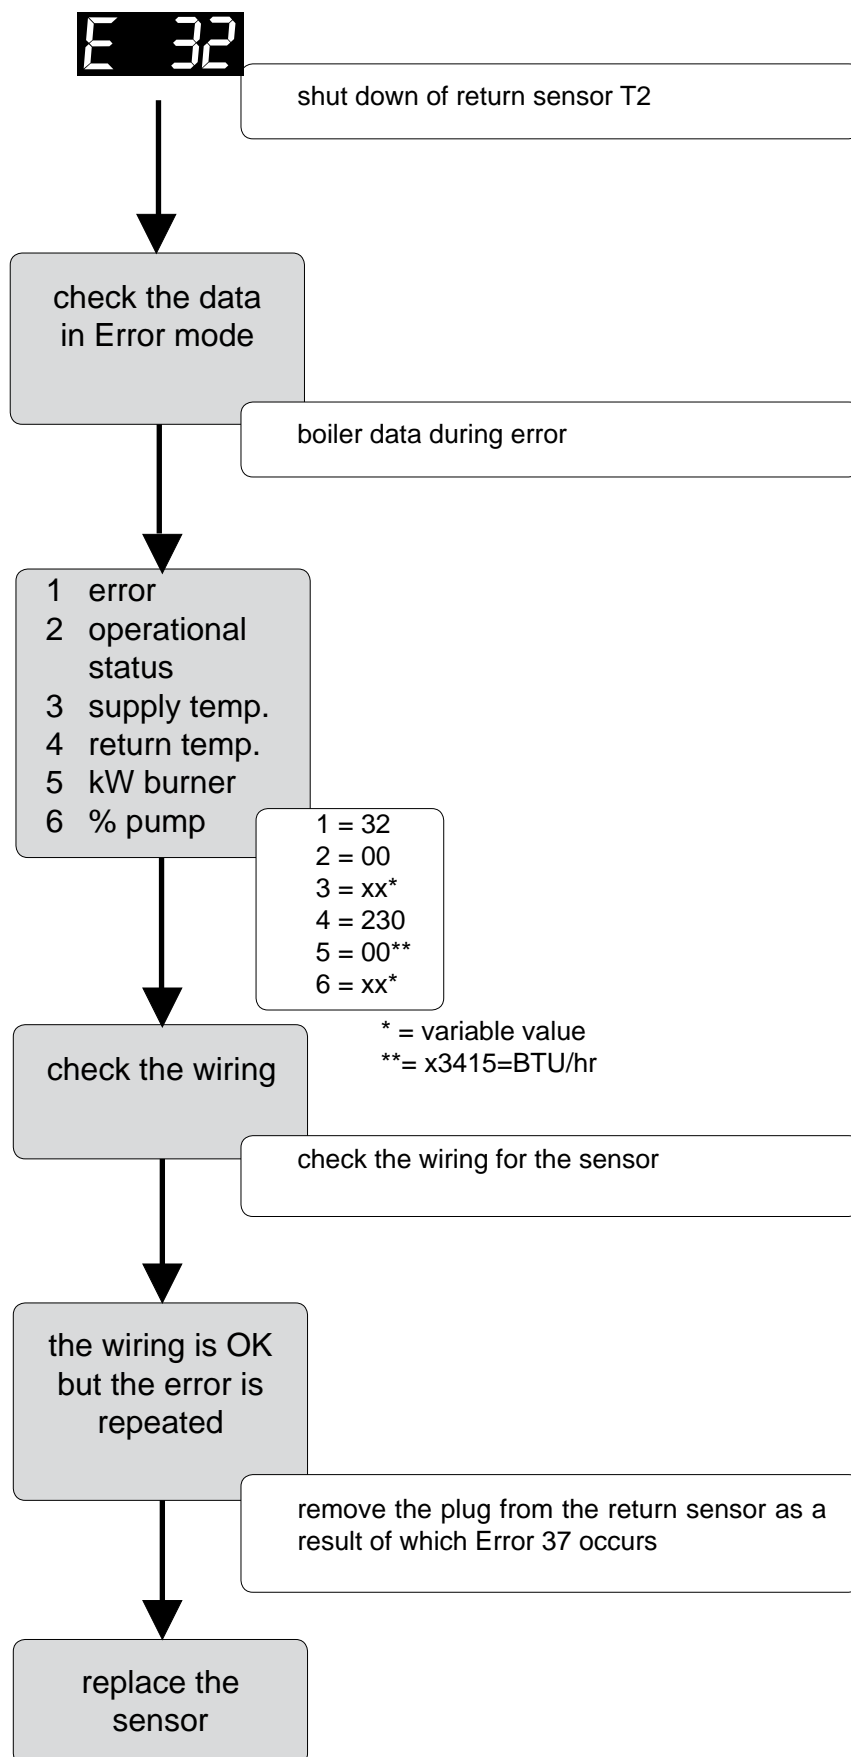 E 32
shut down of return sensor T2
check the data
in Error mode
boiler data during error
1 error
2 operational
status
3 supply temp.
4 return temp.
5 kW burner
6 % pump
1 = 32
2 = 00
3 = xx*
4 = 230
5 = 00**
6 = xx*
* = variable value
**= x3415=BTU/hr
check the wiring
check the wiring for the sensor
the wiring is OK
but the error is
repeated
remove the plug from the return sensor as a
result of which Error 37 occurs
replace the
sensor